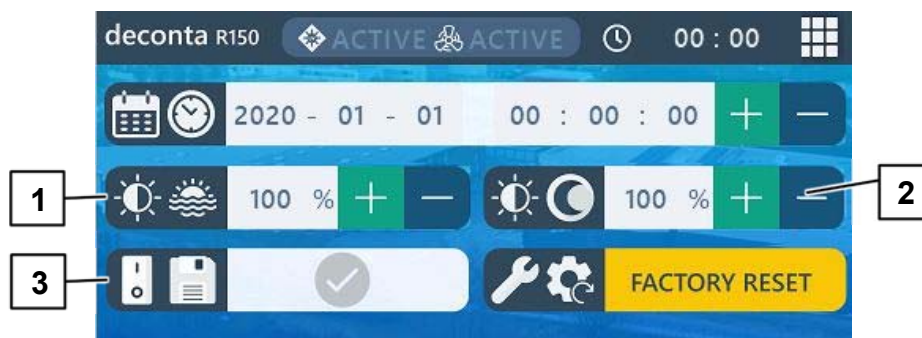 deconta R150 ACTIVE ACTIVE 00 : 00
2020 - 01 - 01 00 : 00 : 00 + −
1 100 % + − 100 % + − 2
3 FACTORY RESET